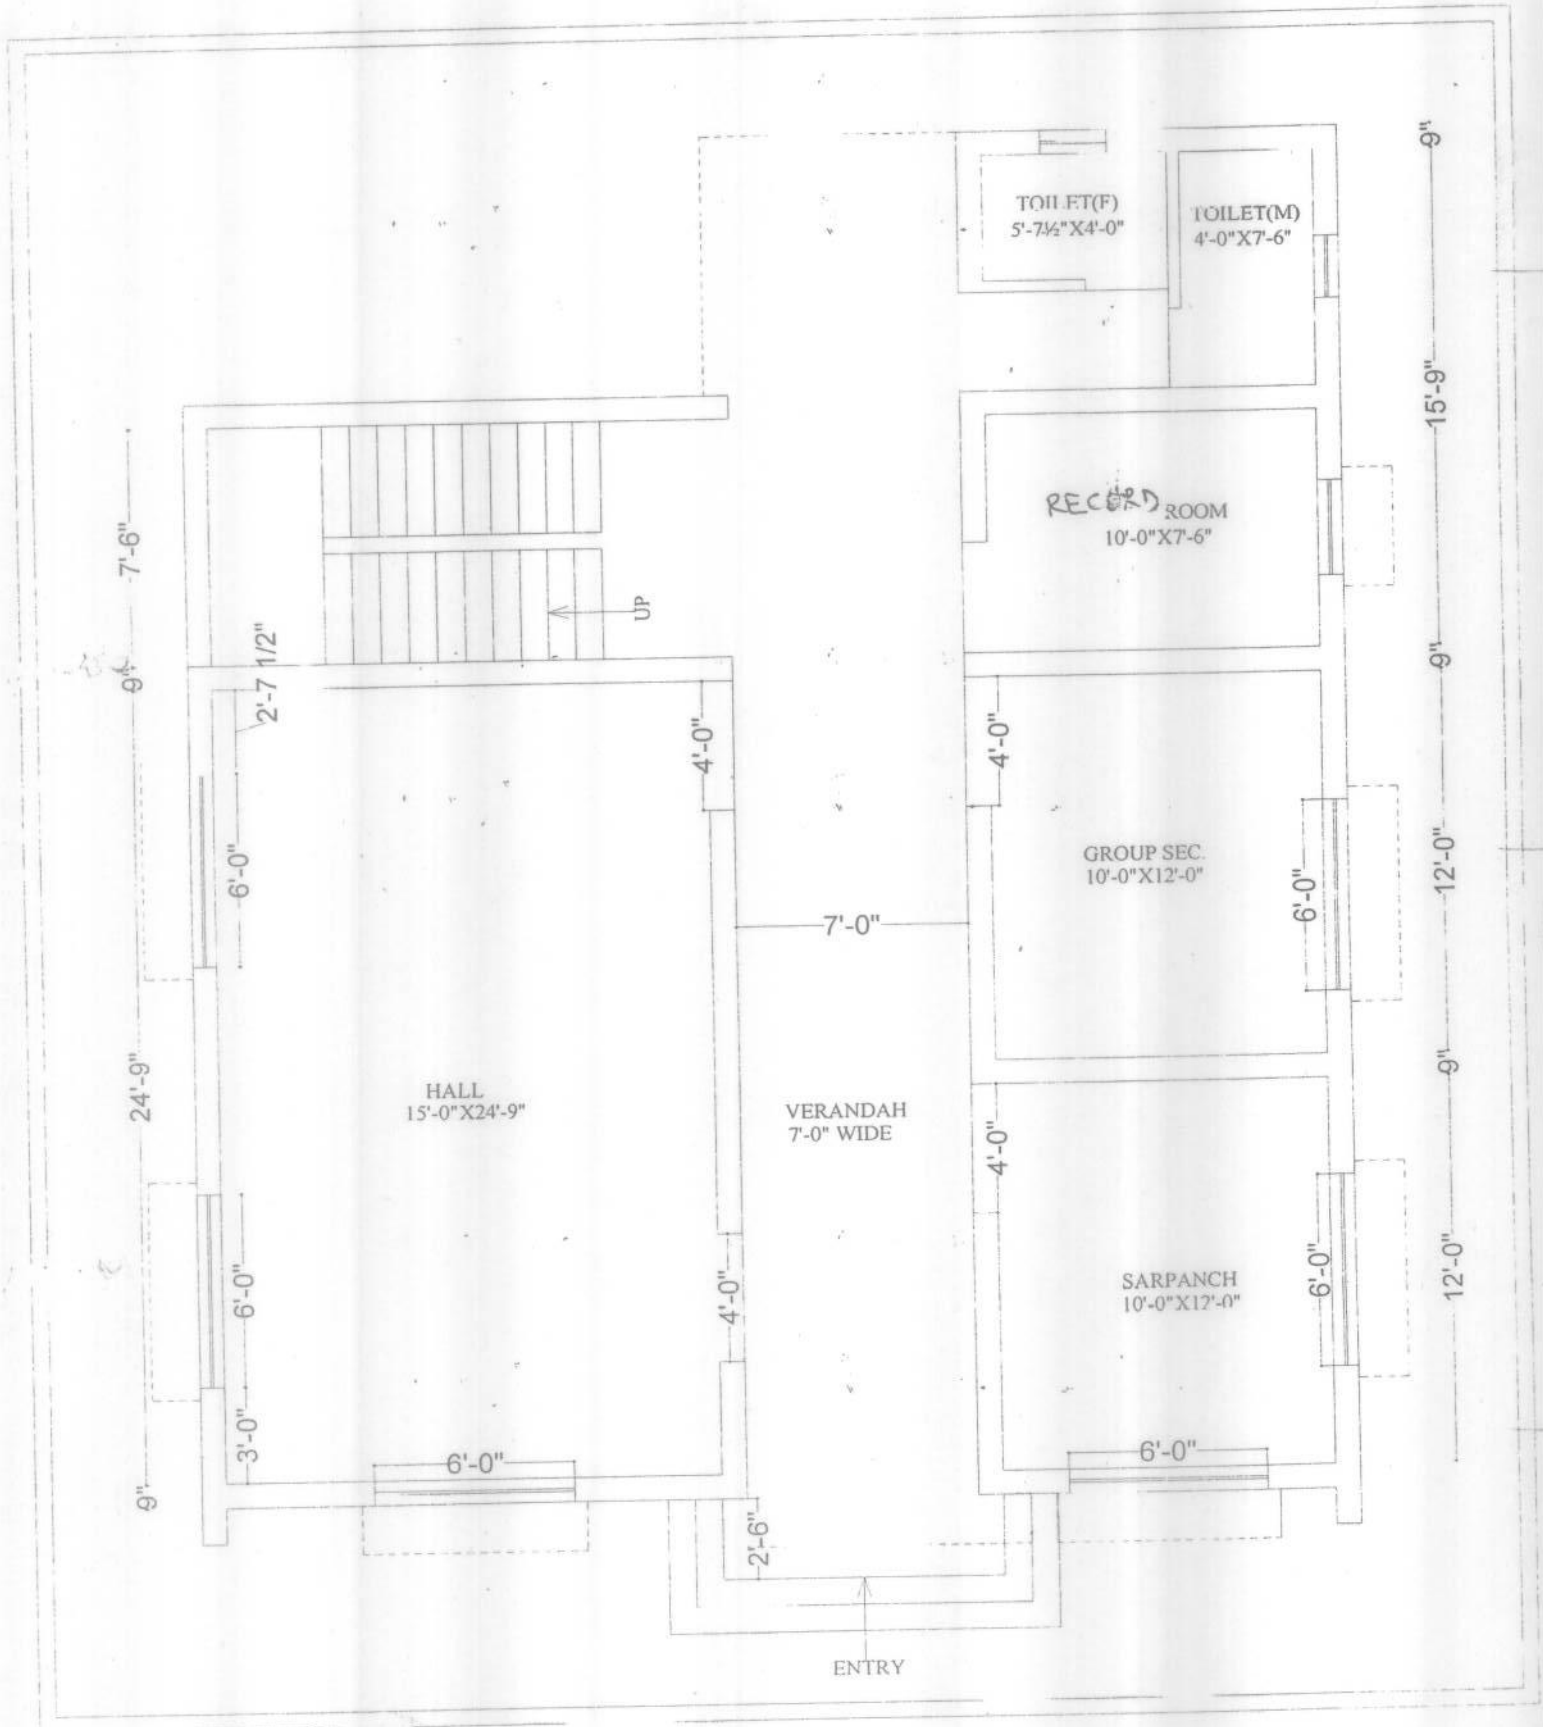 9"
TOILET(F)
5'-7½"X4'-0"
TOILET(M)
4'-0"X7'-6"
15'-9"
7'-6"
RECORD ROOM
10'-0"X7'-6"
UP
9"
2'-7 1/2"
9"
4'-0"
4'-0"
6'-0"
GROUP SEC.
10'-0"X12'-0"
6'-0"
12'-0"
7'-0"
24'-9"
HALL
15'-0"X24'-9"
VERANDAH
7'-0" WIDE
4'-0"
9"
6'-0"
4'-0"
SARPANCH
10'-0"X12'-0"
6'-0"
12'-0"
3'-0"
6'-0"
6'-0"
9"
2'-6"
ENTRY